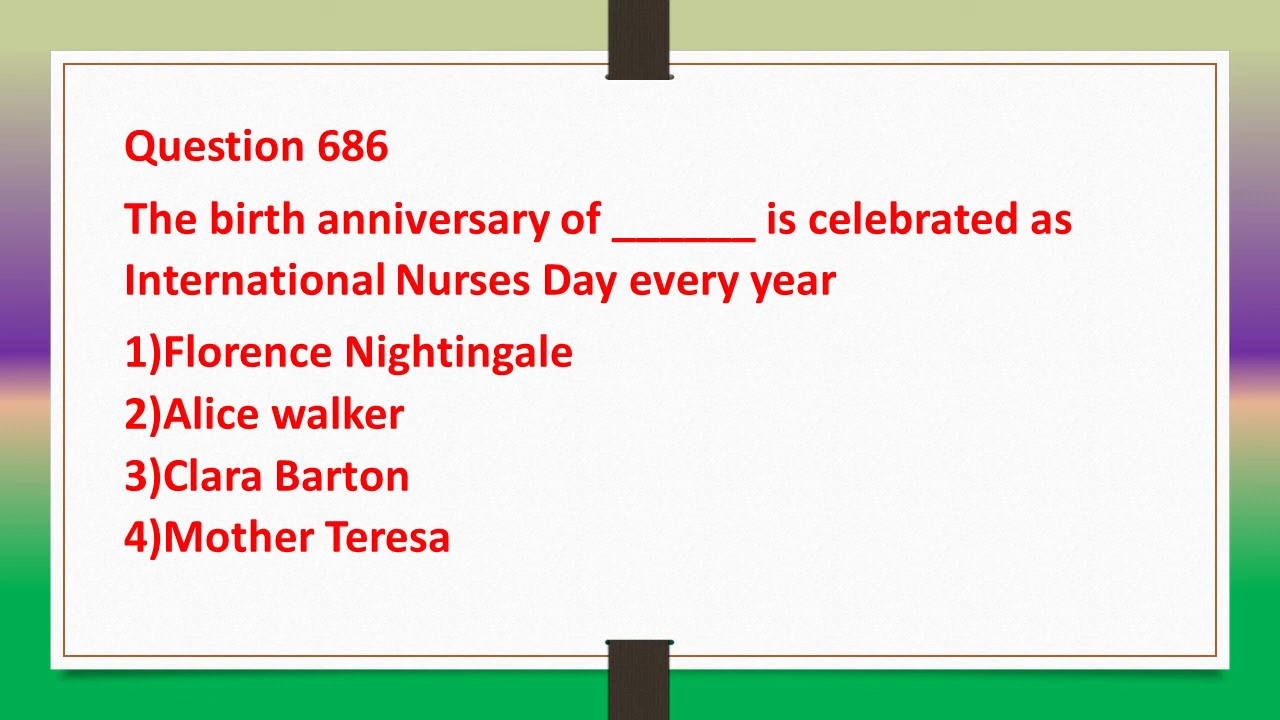 Question 686
The birth anniversary of ______ is celebrated as
International Nurses Day every year
1)Florence Nightingale
2)Alice walker
3)Clara Barton
4)Mother Teresa